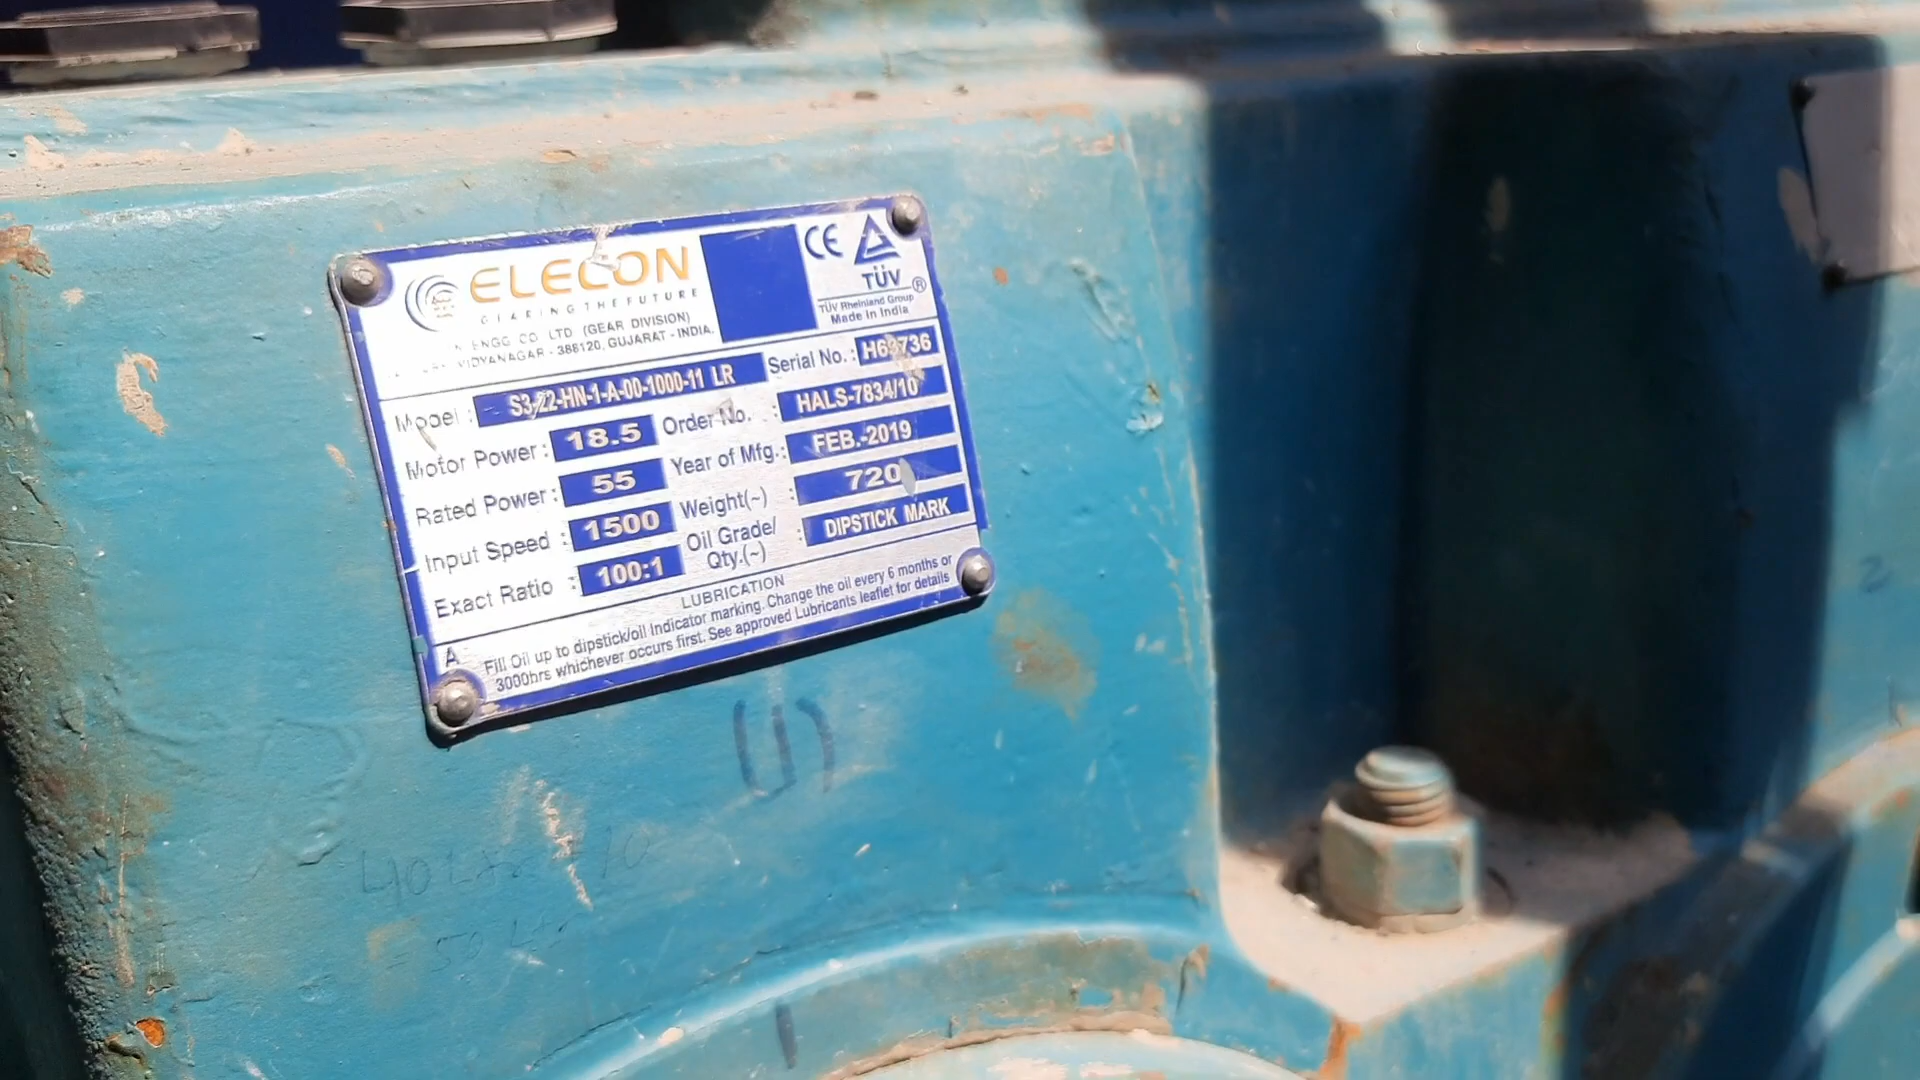 ELECON
GEARING THE FUTURE
ENGG CO LTD (GEAR DIVISION)
VIDYANAGAR - 388120, GUJARAT - INDIA.
CE
TÜV
®
TÜV Rheinland Group
Made in India
Model : S3-22-HN-1-A-00-1000-11 LR Serial No. :
Motor Power : 18.5 Order No. : HALS-7834/10
Rated Power : 55 Year of Mfg. : FEB.-2019
Input Speed : 1500 Weight(~) : 720
Exact Ratio : 100:1 Oil Grade/ Qty.(~) : DIPSTICK MARK
LUBRICATION
A Fill Oil up to dipstick/oil Indicator marking. Change the oil every 6 months or
3000hrs whichever occurs first. See approved Lubricants leaflet for details
(1)